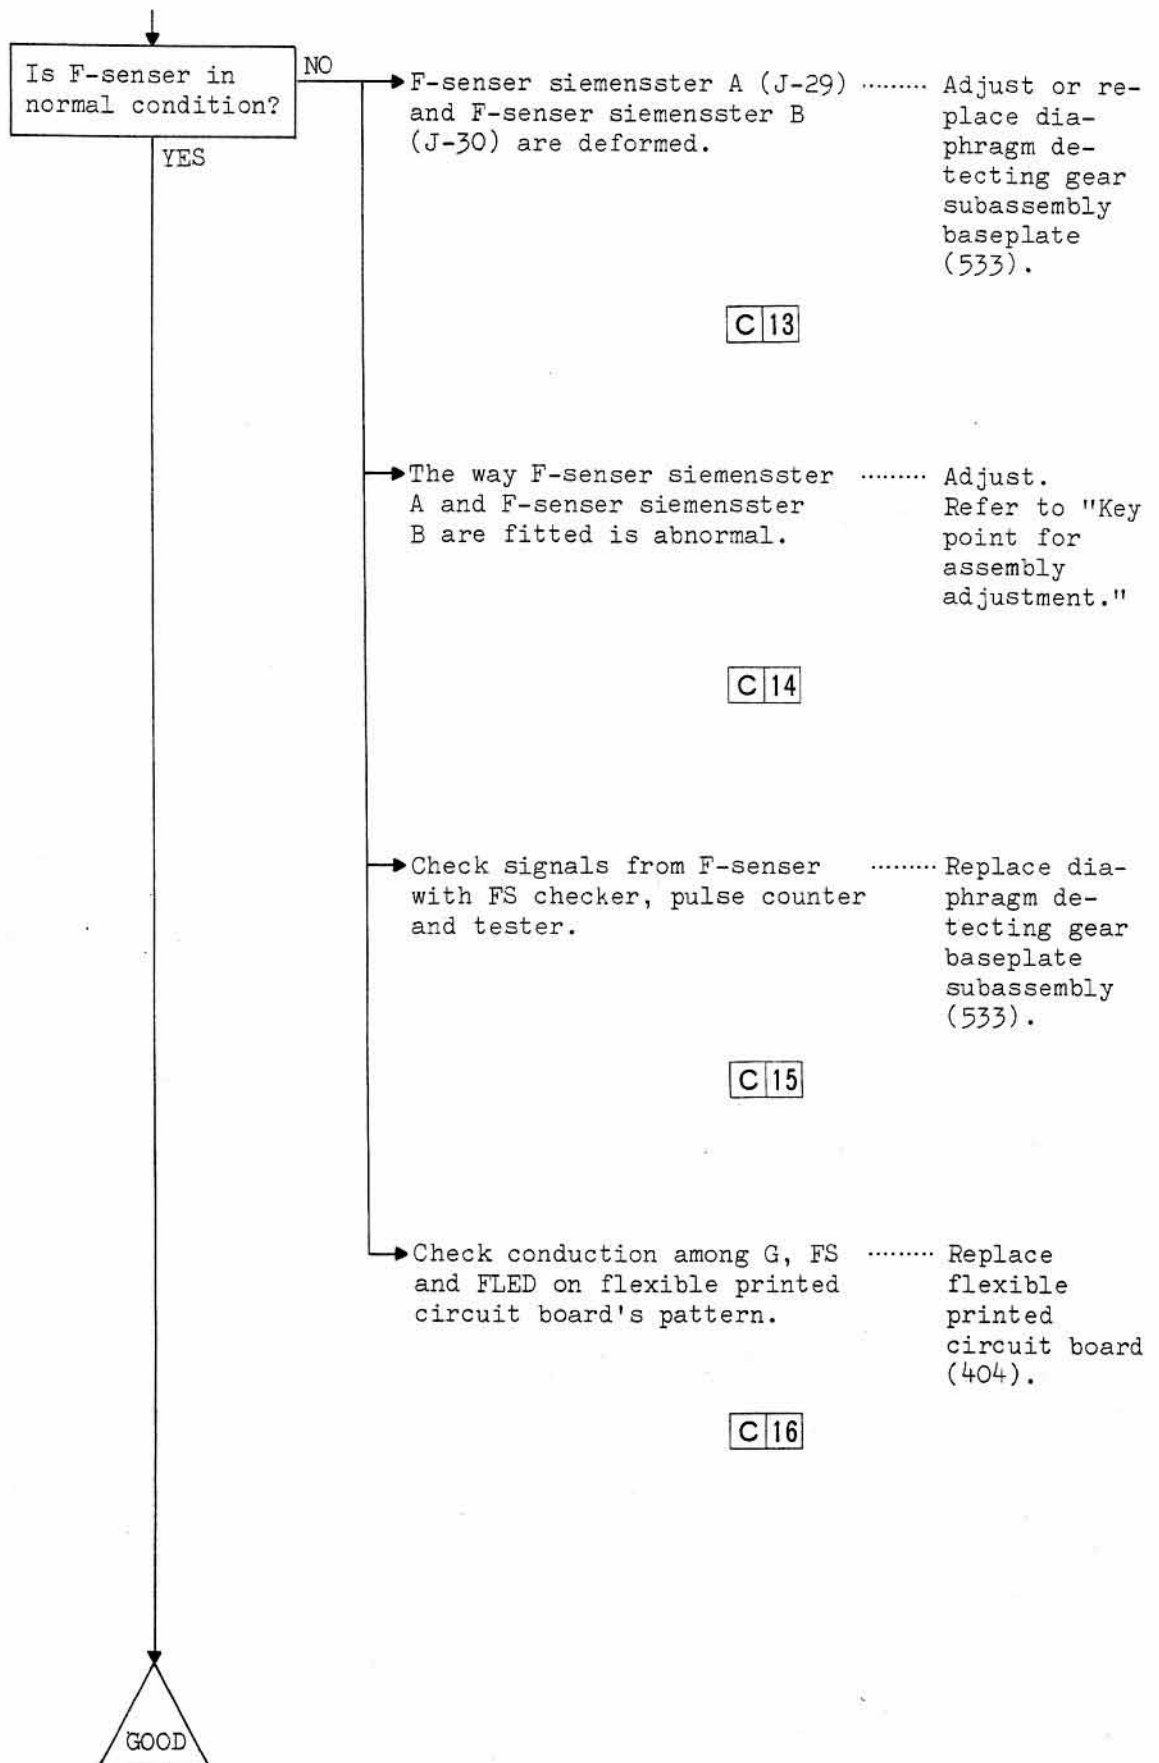 Is F-senser in
normal condition?
NO
YES
F-senser siemensster A (J-29) ......... Adjust or re-
and F-senser siemensster B place dia-
(J-30) are deformed. phragm de-
tecting gear
subassembly
baseplate
(533).
C 13
The way F-senser siemensster ......... Adjust.
A and F-senser siemensster Refer to "Key
B are fitted is abnormal. point for
assembly
adjustment."
C 14
Check signals from F-senser ......... Replace dia-
with FS checker, pulse counter phragm de-
and tester. tecting gear
baseplate
subassembly
(533).
C 15
Check conduction among G, FS ......... Replace
and FLED on flexible printed flexible
circuit board's pattern. printed
circuit board
(404).
C 16
GOOD